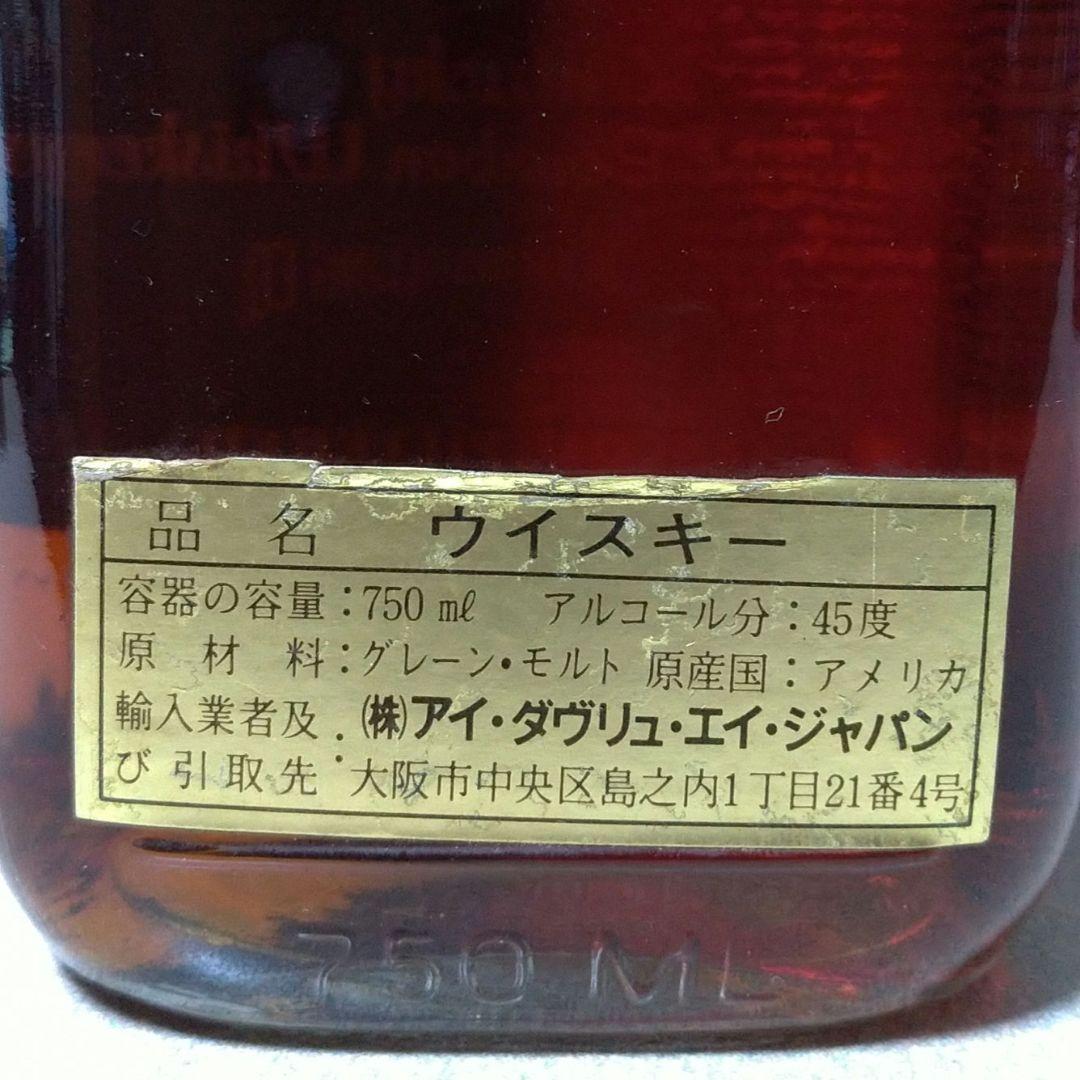 Whiskey
品名 ウイスキー
容器の容量:750㎖ アルコール分:45度
原材料:グレーン・モルト 原産国:アメリカ
輸入業者及び引取先:㈱アイ・ダヴリュ・エイ・ジャパン
大阪市中央区島之内1丁目21番4号
750 ML